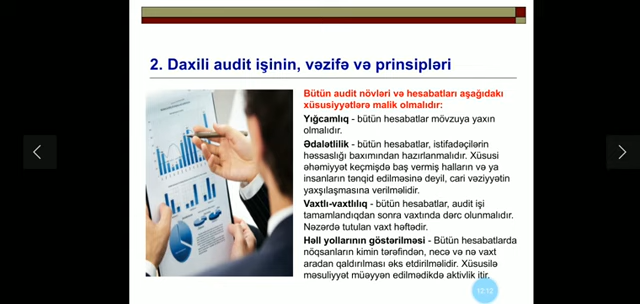 2. Daxili audit işinin, vəzifə və prinsipləri
Bütün audit növləri və hesabatları aşağıdakı
xüsusiyyətlərə malik olmalıdır:
Yığcamlıq - bütün hesabatlar mövzuya yaxın
olmalıdır.
Ədalətlilik - bütün hesabatlar, istifadəçilərin
həssaslığı baxımından hazırlanmalıdır. Xüsusi
əhəmiyyət keçmişdə baş vermiş halların və ya
insanların tənqid edilməsinə deyil, cari vəziyyətin
yaxşılaşmasına verilməlidir.
Vaxtlı-vaxtlılıq - bütün hesabatlar, audit işi
tamamlandıqdan sonra vaxtında dərc olunmalıdır.
Nəzərdə tutulan vaxt həftədir.
Həll yollarının göstərilməsi - Bütün hesabatlarda
nöqsanların kimin tərəfindən, necə və nə vaxt
aradan qaldırılması əks etdirilməlidir. Xüsusilə
məsuliyyət müəyyən edilmədikdə aktivlik itir.
12:12